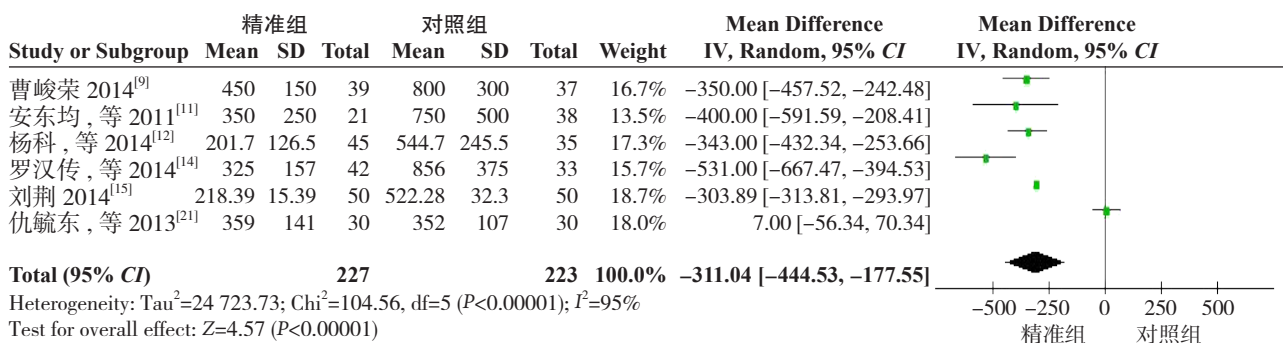 精准组 对照组 Mean Difference Mean Difference
Study or Subgroup Mean SD Total Mean SD Total Weight IV, Random, 95% CI IV, Random, 95% CI
曹峻荣 2014[9] 450 150 39 800 300 37 16.7% −350.00 [−457.52, −242.48]
安东均 , 等 2011[11] 350 250 21 750 500 38 13.5% −400.00 [−591.59, −208.41]
杨科 , 等 2014[12] 201.7 126.5 45 544.7 245.5 35 17.3% −343.00 [−432.34, −253.66]
罗汉传 , 等 2014[14] 325 157 42 856 375 33 15.7% −531.00 [−667.47, −394.53]
刘荆 2014[15] 218.39 15.39 50 522.28 32.3 50 18.7% −303.89 [−313.81, −293.97]
仇毓东 , 等 2013[21] 359 141 30 352 107 30 18.0% 7.00 [−56.34, 70.34]
Total (95% CI) 227 223 100.0% −311.04 [−444.53, −177.55]
Heterogeneity: Tau²=24 723.73; Chi²=104.56, df=5 (P<0.00001); I²=95%
Test for overall effect: Z=4.57 (P<0.00001)
−500 −250 0 250 500
精准组 对照组